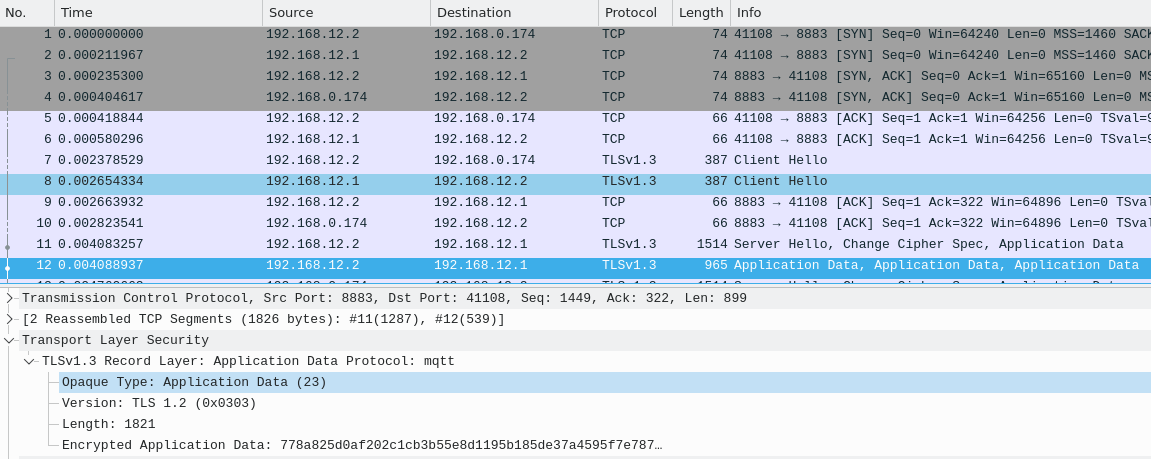 No. Time Source Destination Protocol Length Info
1 0.000000000 192.168.12.2 192.168.0.174 TCP 74 41108 → 8883 [SYN] Seq=0 Win=64240 Len=0 MSS=1460 SACK
2 0.000211967 192.168.12.1 192.168.12.2 TCP 74 41108 → 8883 [SYN] Seq=0 Win=64240 Len=0 MSS=1460 SACK
3 0.000235300 192.168.12.2 192.168.12.1 TCP 74 8883 → 41108 [SYN, ACK] Seq=0 Ack=1 Win=65160 Len=0 MS
4 0.000404617 192.168.0.174 192.168.12.2 TCP 74 8883 → 41108 [SYN, ACK] Seq=0 Ack=1 Win=65160 Len=0 MS
5 0.000418844 192.168.12.2 192.168.0.174 TCP 66 41108 → 8883 [ACK] Seq=1 Ack=1 Win=64256 Len=0 TSval=9
6 0.000580296 192.168.12.1 192.168.12.2 TCP 66 41108 → 8883 [ACK] Seq=1 Ack=1 Win=64256 Len=0 TSval=9
7 0.002378529 192.168.12.2 192.168.0.174 TLSv1.3 387 Client Hello
8 0.002654334 192.168.12.1 192.168.12.2 TLSv1.3 387 Client Hello
9 0.002663932 192.168.12.2 192.168.12.1 TCP 66 8883 → 41108 [ACK] Seq=1 Ack=322 Win=64896 Len=0 TSval
10 0.002823541 192.168.0.174 192.168.12.2 TCP 66 8883 → 41108 [ACK] Seq=1 Ack=322 Win=64896 Len=0 TSval
11 0.004083257 192.168.12.2 192.168.12.1 TLSv1.3 1514 Server Hello, Change Cipher Spec, Application Data
12 0.004088937 192.168.12.2 192.168.12.1 TLSv1.3 965 Application Data, Application Data, Application Data
Transmission Control Protocol, Src Port: 8883, Dst Port: 41108, Seq: 1449, Ack: 322, Len: 899
[2 Reassembled TCP Segments (1826 bytes): #11(1287), #12(539)]
Transport Layer Security
TLSv1.3 Record Layer: Application Data Protocol: mqtt
Opaque Type: Application Data (23)
Version: TLS 1.2 (0x0303)
Length: 1821
Encrypted Application Data: 778a825d0af202c1cb3b55e8d1195b185de37a4595f7e787…